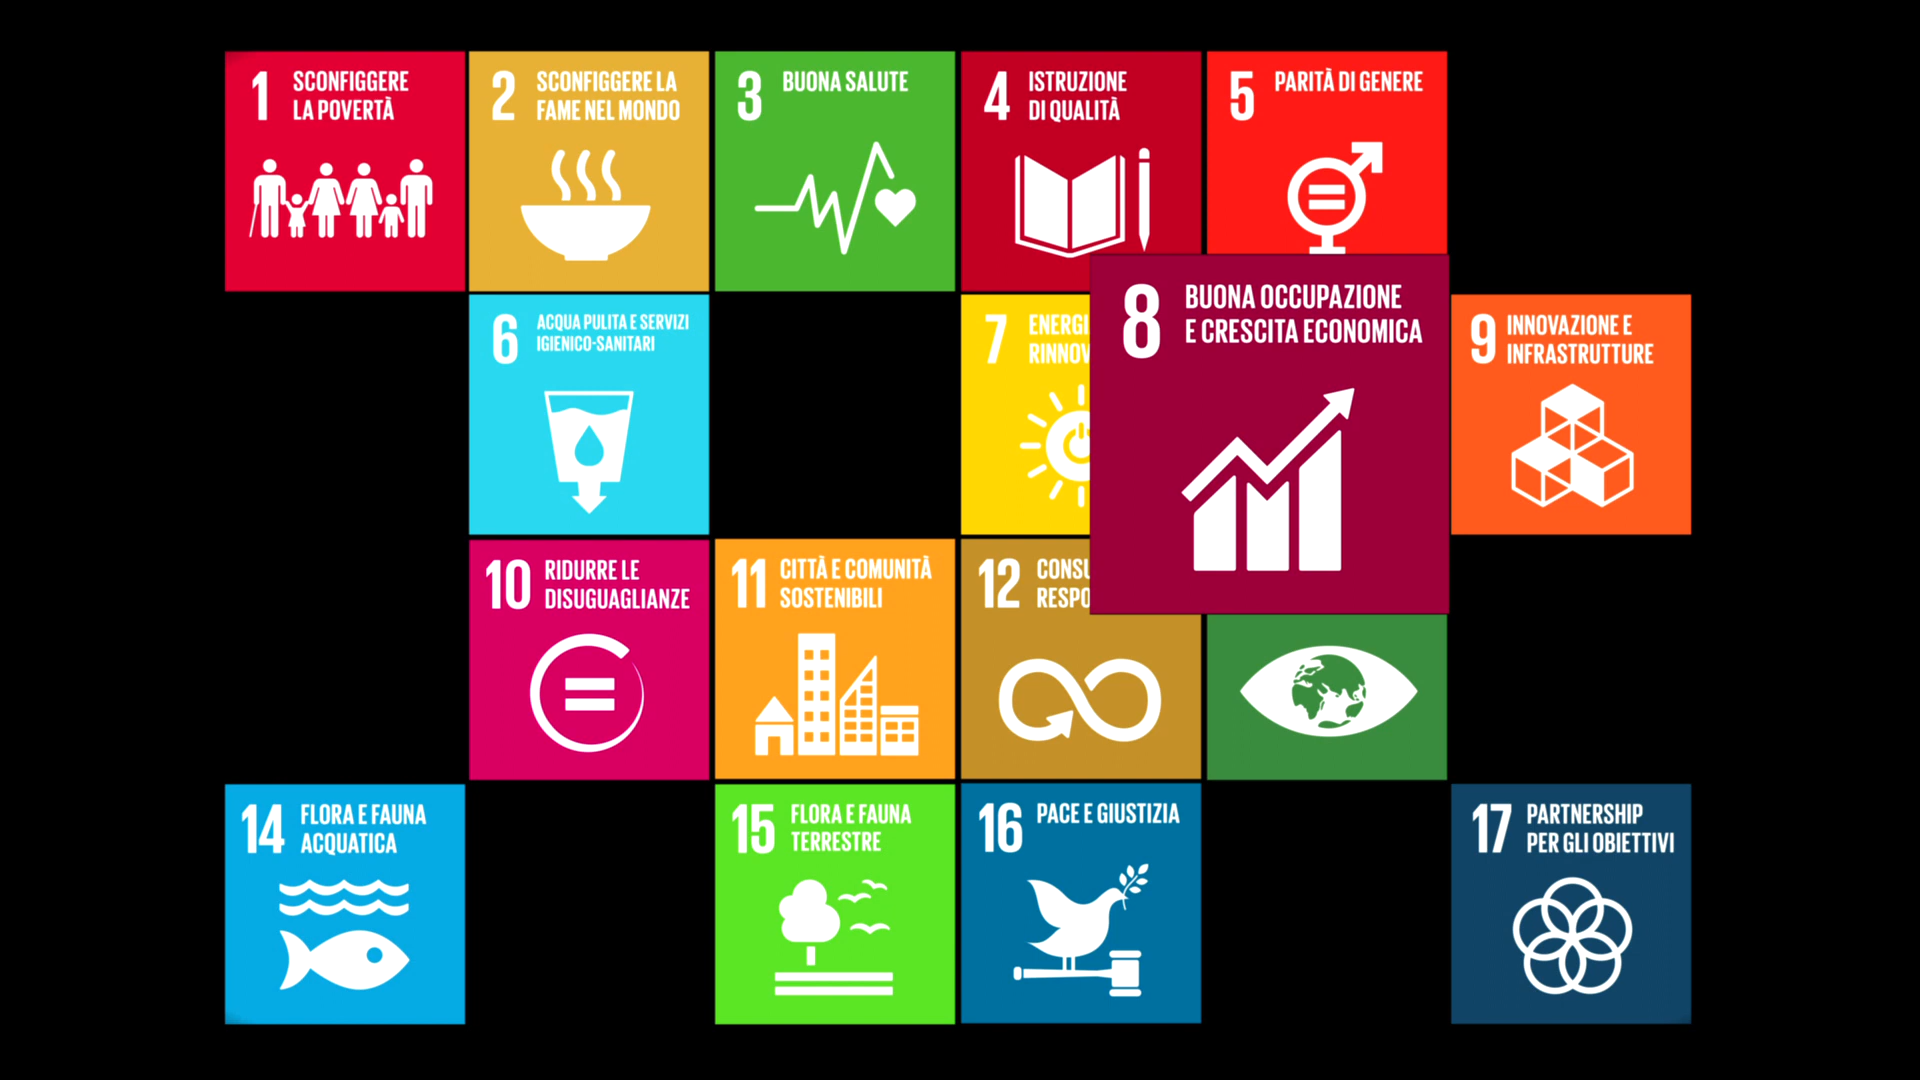 1 SCONFIGGERE
LA POVERTÀ
2 SCONFIGGERE LA
FAME NEL MONDO
3 BUONA SALUTE
4 ISTRUZIONE
DI QUALITÀ
5 PARITÀ DI GENERE
6 ACQUA PULITA E SERVIZI
IGIENICO-SANITARI
7
8 BUONA OCCUPAZIONE
E CRESCITA ECONOMICA
9 INNOVAZIONE E
INFRASTRUTTURE
10 RIDURRE LE
DISUGUAGLIANZE
11 CITTÀ E COMUNITÀ
SOSTENIBILI
12
14 FLORA E FAUNA
ACQUATICA
15 FLORA E FAUNA
TERRESTRE
16 PACE E GIUSTIZIA
17 PARTNERSHIP
PER GLI OBIETTIVI